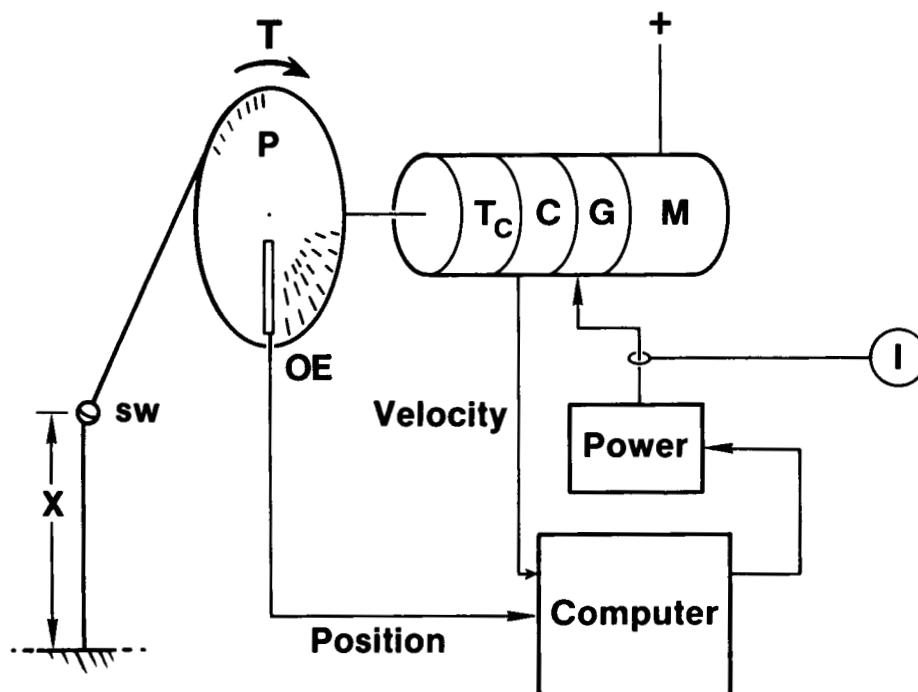 T
+
P
T_C C G M
OE
I
sw
Velocity
Power
X
Computer
Position